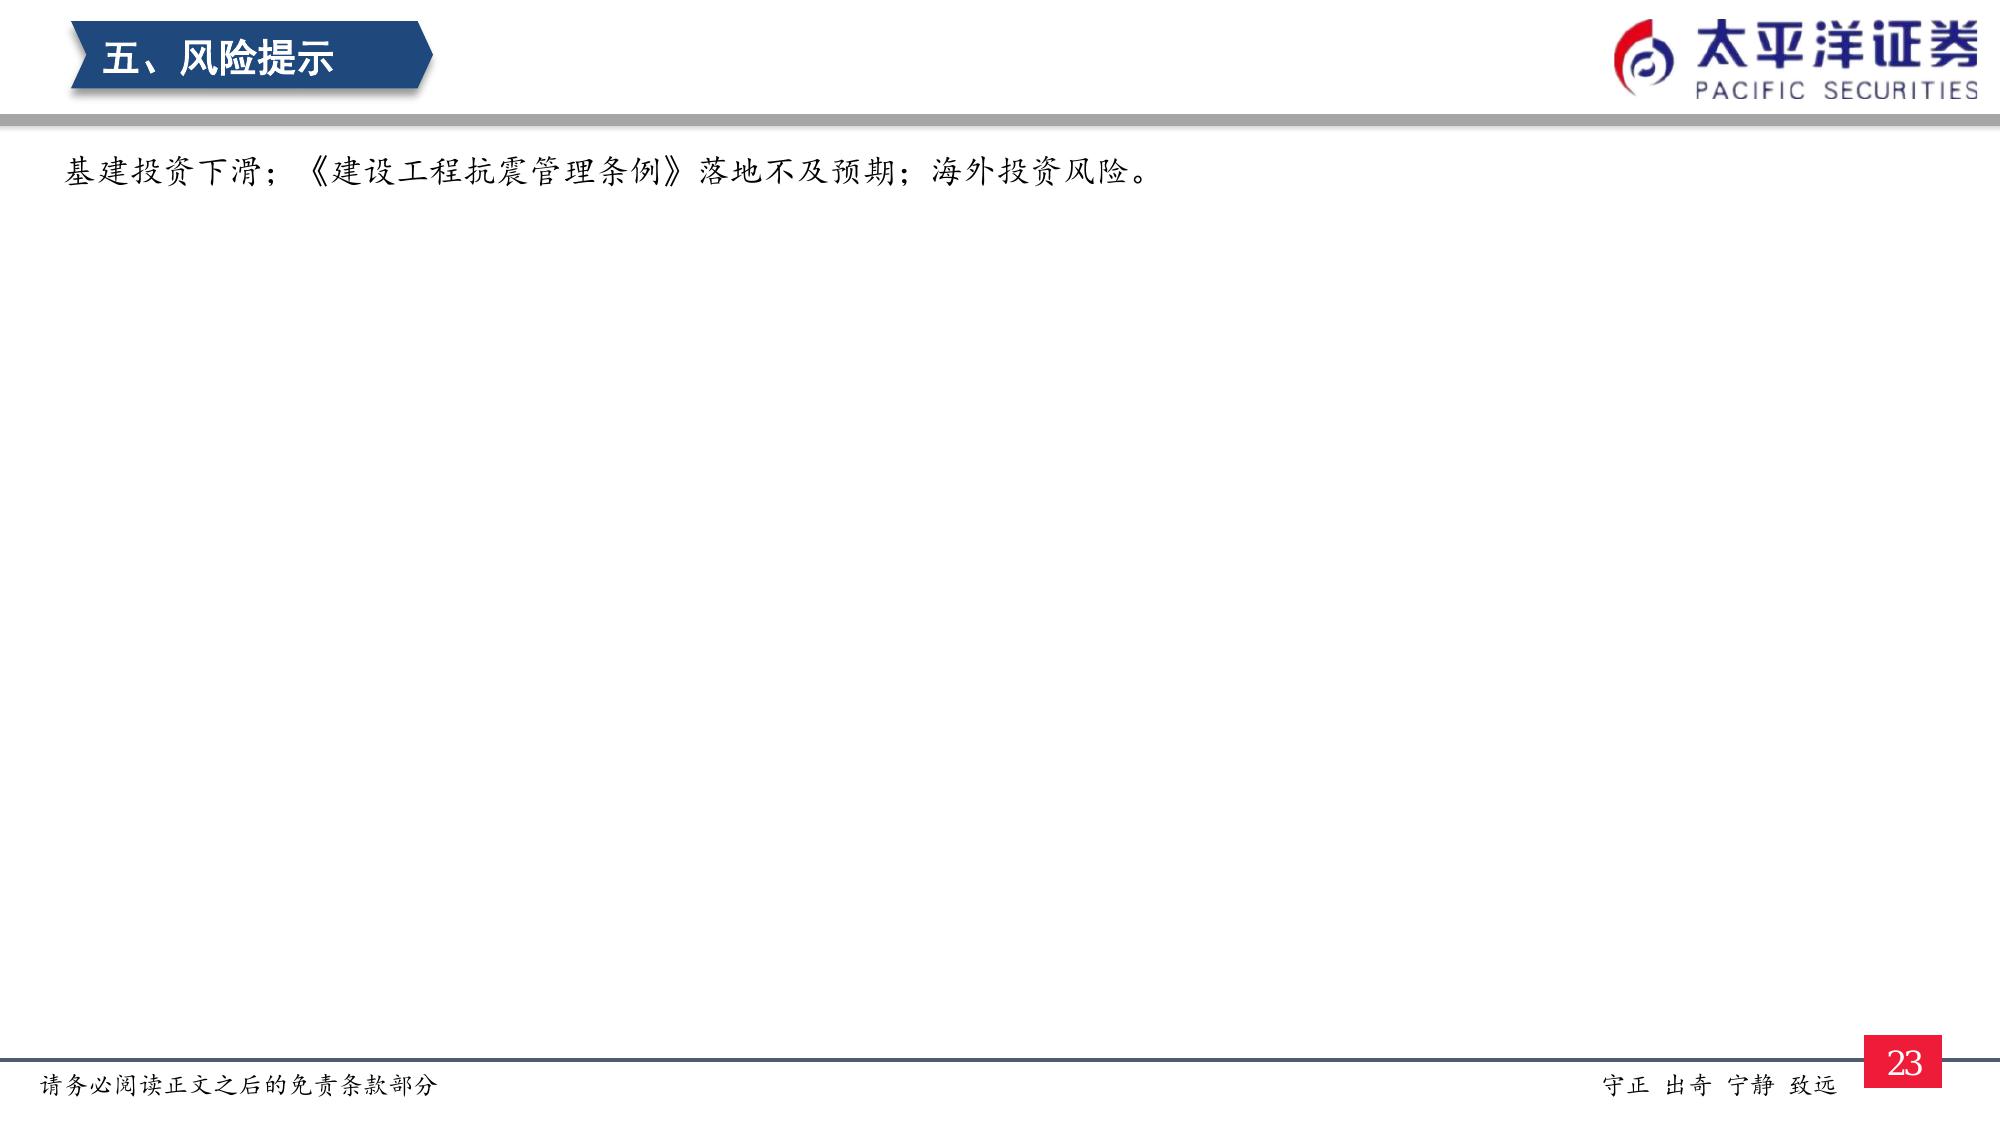 五、风险提示
太平洋证券
PACIFIC SECURITIES
基建投资下滑；《建设工程抗震管理条例》落地不及预期；海外投资风险。
请务必阅读正文之后的免责条款部分
守正 出奇 宁静 致远
23